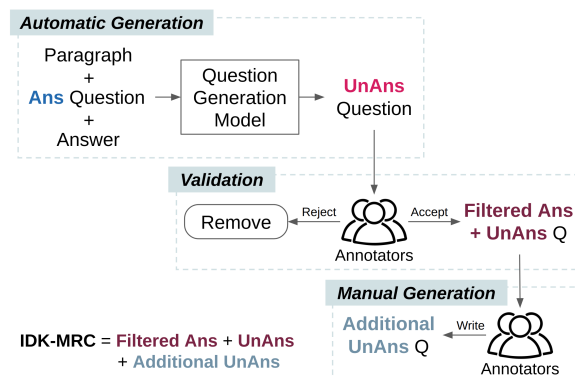 Automatic Generation
Paragraph
+
Ans Question
+
Answer
Question
Generation
Model
UnAns
Question
Validation
Remove
Reject
Annotators
Accept
Filtered Ans
+ UnAns Q
Manual Generation
Additional
UnAns Q
Write
Annotators
IDK-MRC = Filtered Ans + UnAns
+ Additional UnAns